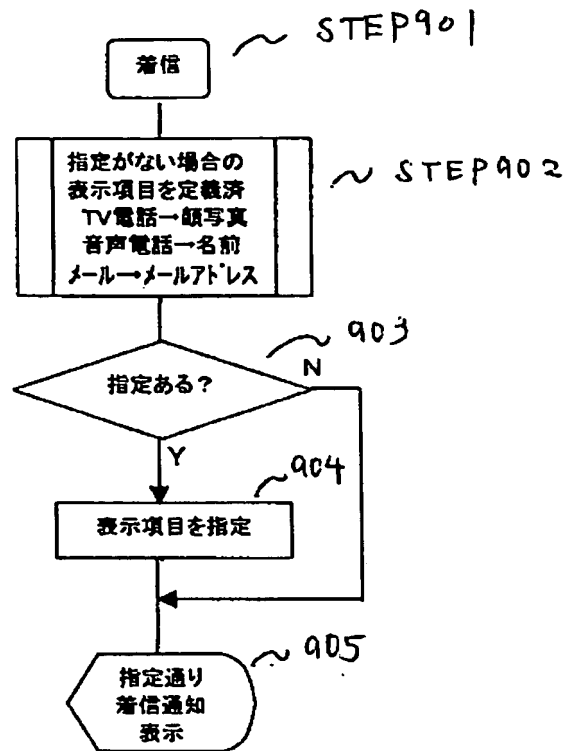 着信
STEP901
指定がない場合の
表示項目を定義済
TV電話→顔写真
音声電話→名前
メール→メールアドレス
STEP902
903
指定ある?
N
Y
904
表示項目を指定
905
指定通り
着信通知
表示